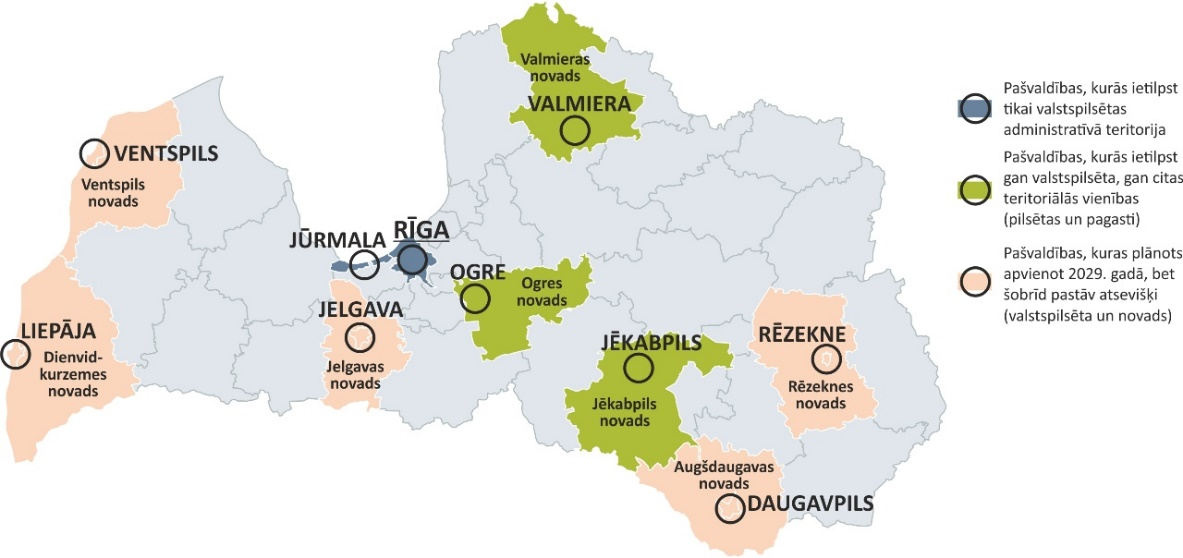 Valmieras
novads
VALMIERA
VENTSPILS
Ventspils
novads
RĪGA
JŪRMALA
OGRE
Ogres
novads
JELGAVA
Jelgavas
novads
LIEPĀJA
Dienvid-
kurzemes
novads
JĒKABPILS
Jēkabpils
novads
RĒZEKNE
Rēzeknes
novads
Augšdaugavas
novads
DAUGAVPILS
Pašvaldības, kurās ietilpst
tikai valstspilsētas
administratīvā teritorija
Pašvaldības, kurās ietilpst
gan valstspilsēta, gan citas
teritoriālās vienības
(pilsētas un pagasti)
Pašvaldības, kuras plānots
apvienot 2029. gadā, bet
šobrīd pastāv atsevišķi
(valstspilsēta un novads)